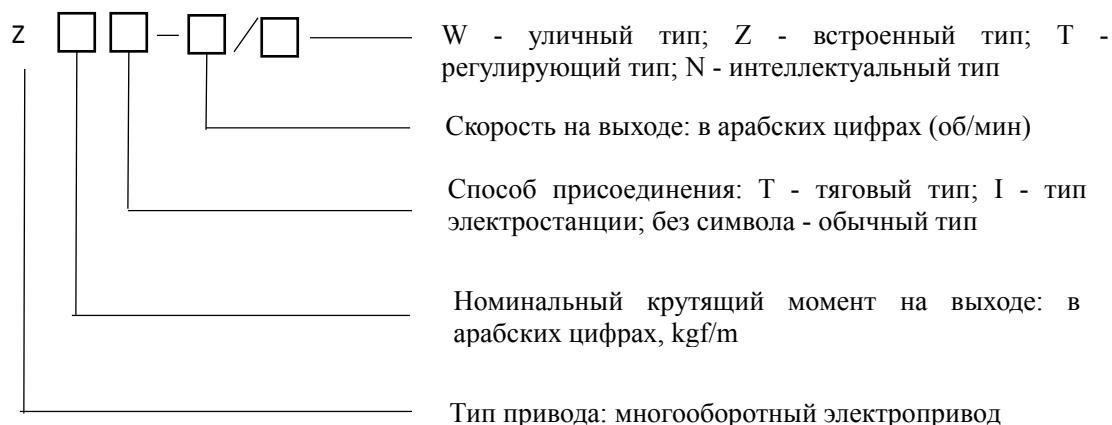 z
W - уличный тип; Z - встроенный тип; T -
регулирующий тип; N - интеллектуальный тип
Скорость на выходе: в арабских цифрах (об/мин)
Способ присоединения: T - тяговый тип; I - тип
электростанции; без символа - обычный тип
Номинальный крутящий момент на выходе: в
арабских цифрах, kgf/m
Тип привода: многооборотный электропривод